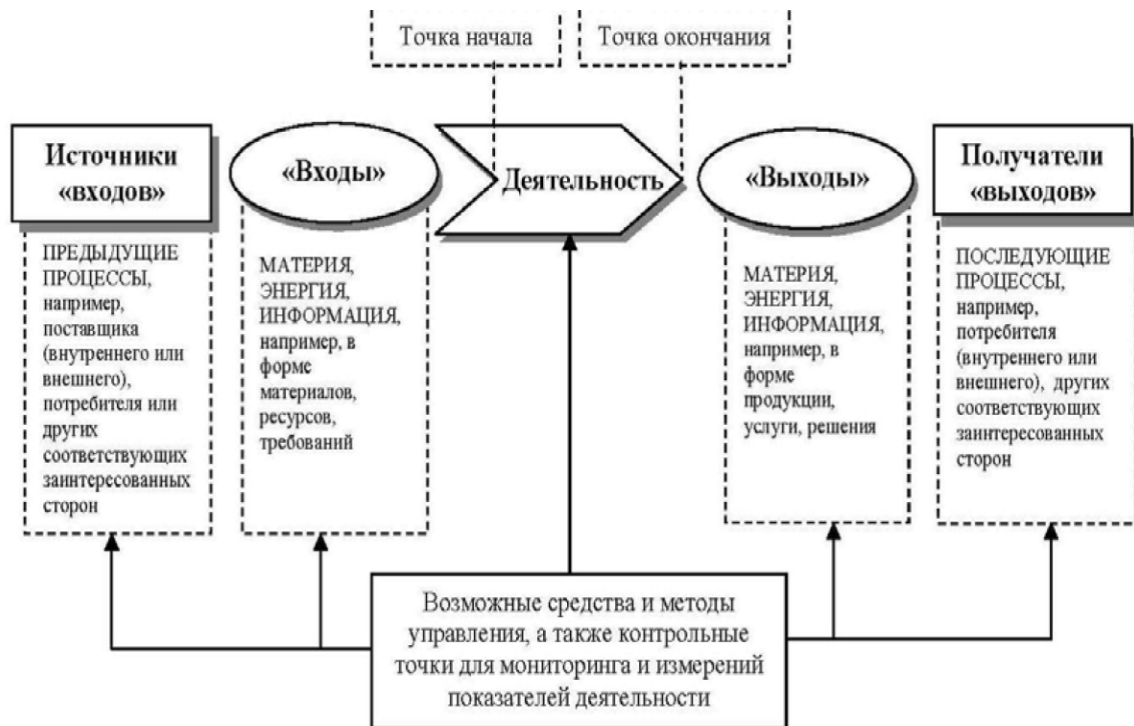 Точка начала
Точка окончания
Источники
«входов»
«Входы»
Деятельность
«Выходы»
Получатели
«выходов»
ПРЕДЫДУЩИЕ
ПРОЦЕССЫ,
например,
поставщика
(внутреннего или
внешнего),
потребителя или
других
соответствующих
заинтересованных
сторон
МАТЕРИЯ,
ЭНЕРГИЯ,
ИНФОРМАЦИЯ,
например, в
форме
материалов,
ресурсов,
требований
МАТЕРИЯ,
ЭНЕРГИЯ,
ИНФОРМАЦИЯ,
например, в
форме
продукции,
услуги, решения
ПОСЛЕДУЮЩИЕ
ПРОЦЕССЫ,
например,
потребителя
(внутреннего или
внешнего), других
соответствующих
заинтересованных
сторон
Возможные средства и методы
управления, а также контрольные
точки для мониторинга и измерений
показателей деятельности